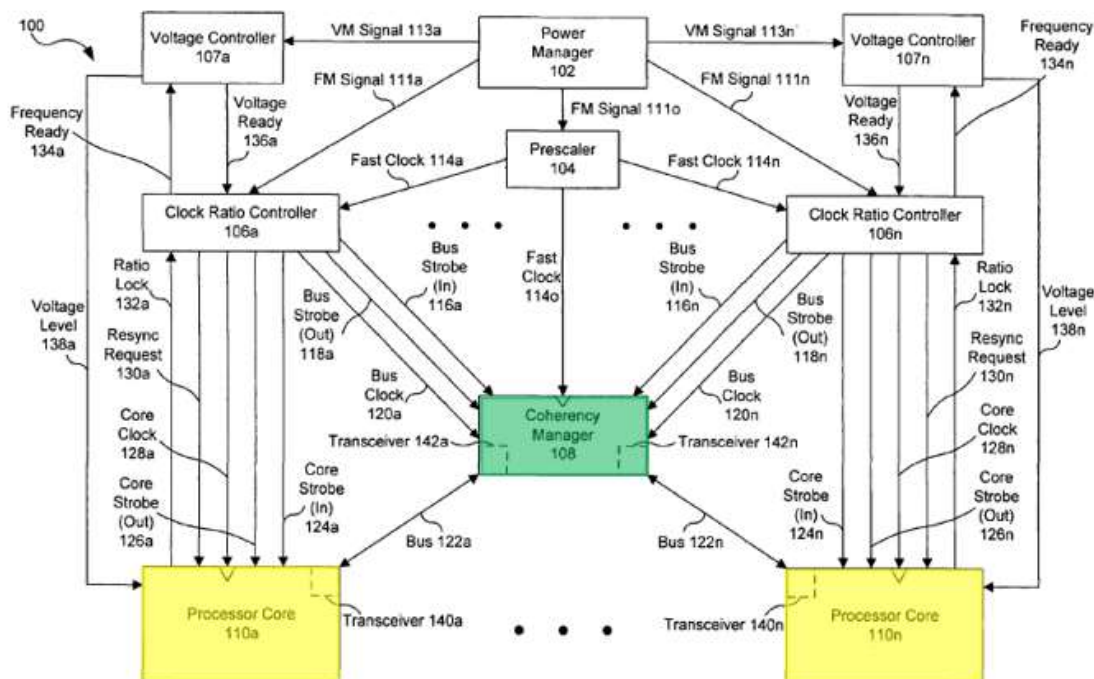 100
Voltage Controller
107a
VM Signal 113a
Power
Manager
102
VM Signal 113n
Voltage Controller
107n
Frequency
Ready
134n
FM Signal 111a
FM Signal 111n
Frequency
Ready
134a
Voltage
Ready
136a
FM Signal 111o
Voltage
Ready
136n
Fast Clock 114a
Prescaler
104
Fast Clock 114n
Clock Ratio Controller
106a
Clock Ratio Controller
106n
Ratio
Lock
132a
Bus
Strobe
(In)
116a
Fast
Clock
114o
Bus
Strobe
(In)
116n
Ratio
Lock
132n
Voltage
Level
138a
Bus
Strobe
(Out)
118a
Bus
Strobe
(Out)
118n
Voltage
Level
138n
Resync
Request
130a
Resync
Request
130n
Bus
Clock
120a
Bus
Clock
120n
Core
Clock
128a
Coherency
Manager
108
Core
Clock
128n
Transceiver 142a
Transceiver 142n
Core
Strobe
(Out)
126a
Core
Strobe
(In)
124a
Core
Strobe
(In)
124n
Core
Strobe
(Out)
126n
Bus 122a
Bus 122n
Processor Core
110a
Transceiver 140a
Transceiver 140n
Processor Core
110n